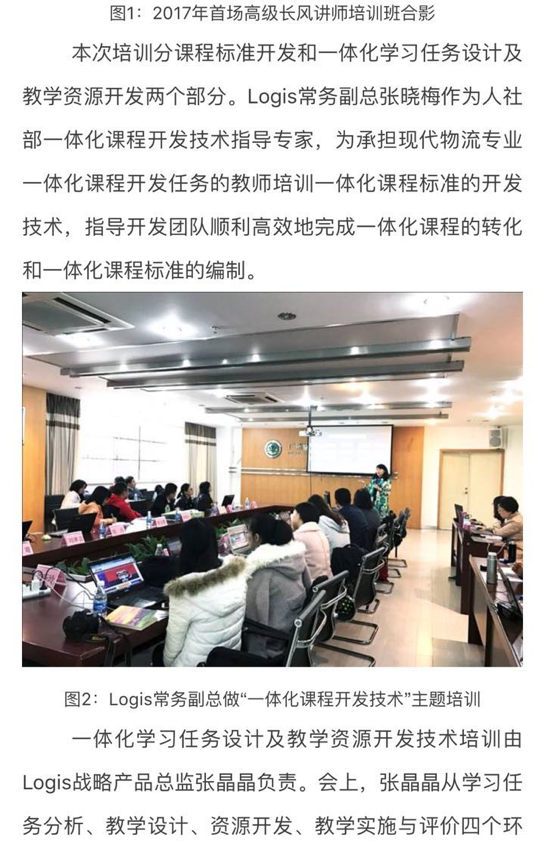 图1：2017年首场高级长风讲师培训班合影
本次培训分课程标准开发和一体化学习任务设计及
教学资源开发两个部分。Logis常务副总张晓梅作为人社
部一体化课程开发技术指导专家，为承担现代物流专业
一体化课程开发任务的教师培训一体化课程标准的开发
技术，指导开发团队顺利高效地完成一体化课程的转化
和一体化课程标准的编制。
图2：Logis常务副总做“一体化课程开发技术”主题培训
一体化学习任务设计及教学资源开发技术培训由
Logis战略产品总监张晶晶负责。会上，张晶晶从学习任
务分析、教学设计、资源开发、教学实施与评价四个环